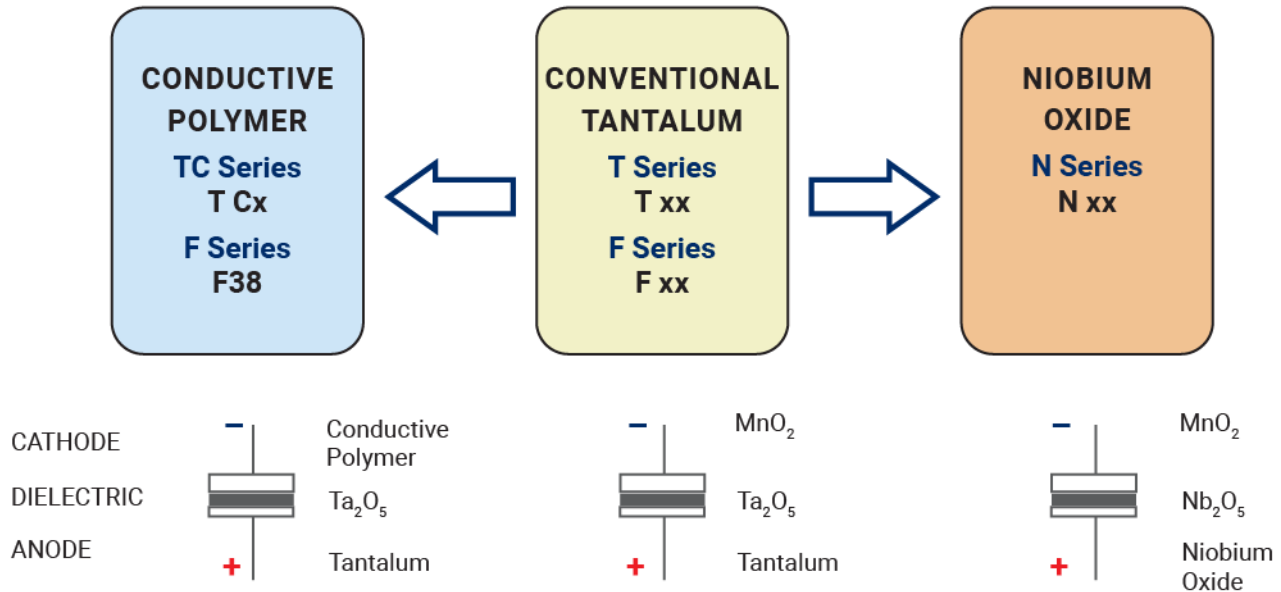 CONDUCTIVE
POLYMER
TC Series
T Cx
F Series
F38
CONVENTIONAL
TANTALUM
T Series
T xx
F Series
F xx
NIOBIUM
OXIDE
N Series
N xx
CATHODE
DIELECTRIC
ANODE
−
Conductive
Polymer
Ta₂O₅
+
Tantalum
−
MnO₂
Ta₂O₅
+
Tantalum
−
MnO₂
Nb₂O₅
+
Niobium
Oxide